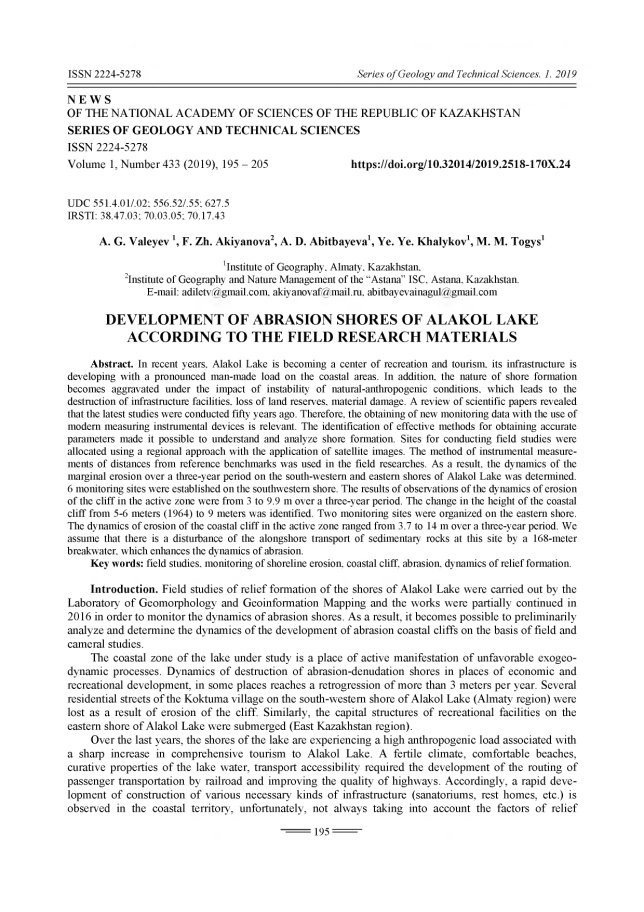 ISSN 2224-5278 Series of Geology and Technical Sciences. 1. 2019
N E W S
OF THE NATIONAL ACADEMY OF SCIENCES OF THE REPUBLIC OF KAZAKHSTAN
SERIES OF GEOLOGY AND TECHNICAL SCIENCES
ISSN 2224-5278
Volume 1, Number 433 (2019), 195 – 205 https://doi.org/10.32014/2019.2518-170X.24
UDC 551.4.01/.02; 556.52/.55; 627.5
IRSTI: 38.47.03; 70.03.05; 70.17.43
A. G. Valeyev 1, F. Zh. Akiyanova2, A. D. Abitbayeva1, Ye. Ye. Khalykov1, M. M. Togys1
1Institute of Geography, Almaty, Kazakhstan,
2Institute of Geography and Nature Management of the “Astana” ISC, Astana, Kazakhstan.
E-mail: adiletv@gmail.com, akiyanovaf@mail.ru, abitbayevainagul@gmail.com
DEVELOPMENT OF ABRASION SHORES OF ALAKOL LAKE
ACCORDING TO THE FIELD RESEARCH MATERIALS
Abstract. In recent years, Alakol Lake is becoming a center of recreation and tourism, its infrastructure is
developing with a pronounced man-made load on the coastal areas. In addition, the nature of shore formation
becomes aggravated under the impact of instability of natural-anthropogenic conditions, which leads to the
destruction of infrastructure facilities, loss of land reserves, material damage. A review of scientific papers revealed
that the latest studies were conducted fifty years ago. Therefore, the obtaining of new monitoring data with the use of
modern measuring instrumental devices is relevant. The identification of effective methods for obtaining accurate
parameters made it possible to understand and analyze shore formation. Sites for conducting field studies were
allocated using a regional approach with the application of satellite images. The method of instrumental measure-
ments of distances from reference benchmarks was used in the field researches. As a result, the dynamics of the
marginal erosion over a three-year period on the south-western and eastern shores of Alakol Lake was determined.
6 monitoring sites were established on the southwestern shore. The results of observations of the dynamics of erosion
of the cliff in the active zone were from 3 to 9.9 m over a three-year period. The change in the height of the coastal
cliff from 5-6 meters (1964) to 9 meters was identified. Two monitoring sites were organized on the eastern shore.
The dynamics of erosion of the coastal cliff in the active zone ranged from 3.7 to 14 m over a three-year period. We
assume that there is a disturbance of the alongshore transport of sedimentary rocks at this site by a 168-meter
breakwater, which enhances the dynamics of abrasion.
Key words: field studies, monitoring of shoreline erosion, coastal cliff, abrasion, dynamics of relief formation.
Introduction. Field studies of relief formation of the shores of Alakol Lake were carried out by the
Laboratory of Geomorphology and Geoinformation Mapping and the works were partially continued in
2016 in order to monitor the dynamics of abrasion shores. As a result, it becomes possible to preliminarily
analyze and determine the dynamics of the development of abrasion coastal cliffs on the basis of field and
cameral studies.
The coastal zone of the lake under study is a place of active manifestation of unfavorable exogeo-
dynamic processes. Dynamics of destruction of abrasion-denudation shores in places of economic and
recreational development, in some places reaches a retrogression of more than 3 meters per year. Several
residential streets of the Koktuma village on the south-western shore of Alakol Lake (Almaty region) were
lost as a result of erosion of the cliff. Similarly, the capital structures of recreational facilities on the
eastern shore of Alakol Lake were submerged (East Kazakhstan region).
Over the last years, the shores of the lake are experiencing a high anthropogenic load associated with
a sharp increase in comprehensive tourism to Alakol Lake. A fertile climate, comfortable beaches,
curative properties of the lake water, transport accessibility required the development of the routing of
passenger transportation by railroad and improving the quality of highways. Accordingly, a rapid deve-
lopment of construction of various necessary kinds of infrastructure (sanatoriums, rest homes, etc.) is
observed in the coastal territory, unfortunately, not always taking into account the factors of relief
195